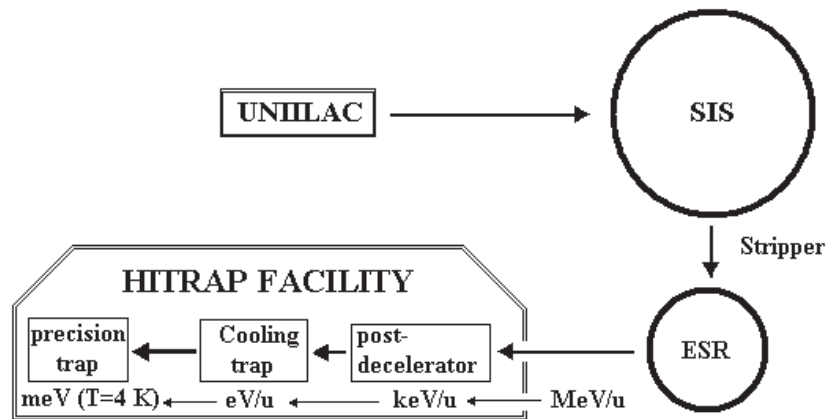 UNIILAC
SIS
Stripper
HITRAP FACILITY
precision
trap
Cooling
trap
post-
decelerator
ESR
meV (T=4 K) eV/u keV/u MeV/u